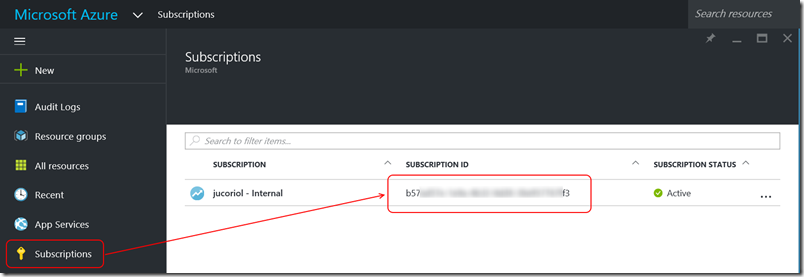 Microsoft Azure Subscriptions Search resources
Subscriptions
Microsoft
New
Audit Logs
Resource groups
All resources
Recent
App Services
Subscriptions
Search to filter items...
SUBSCRIPTION SUBSCRIPTION ID SUBSCRIPTION STATUS
jucoriol - Internal b57 f3 Active ...